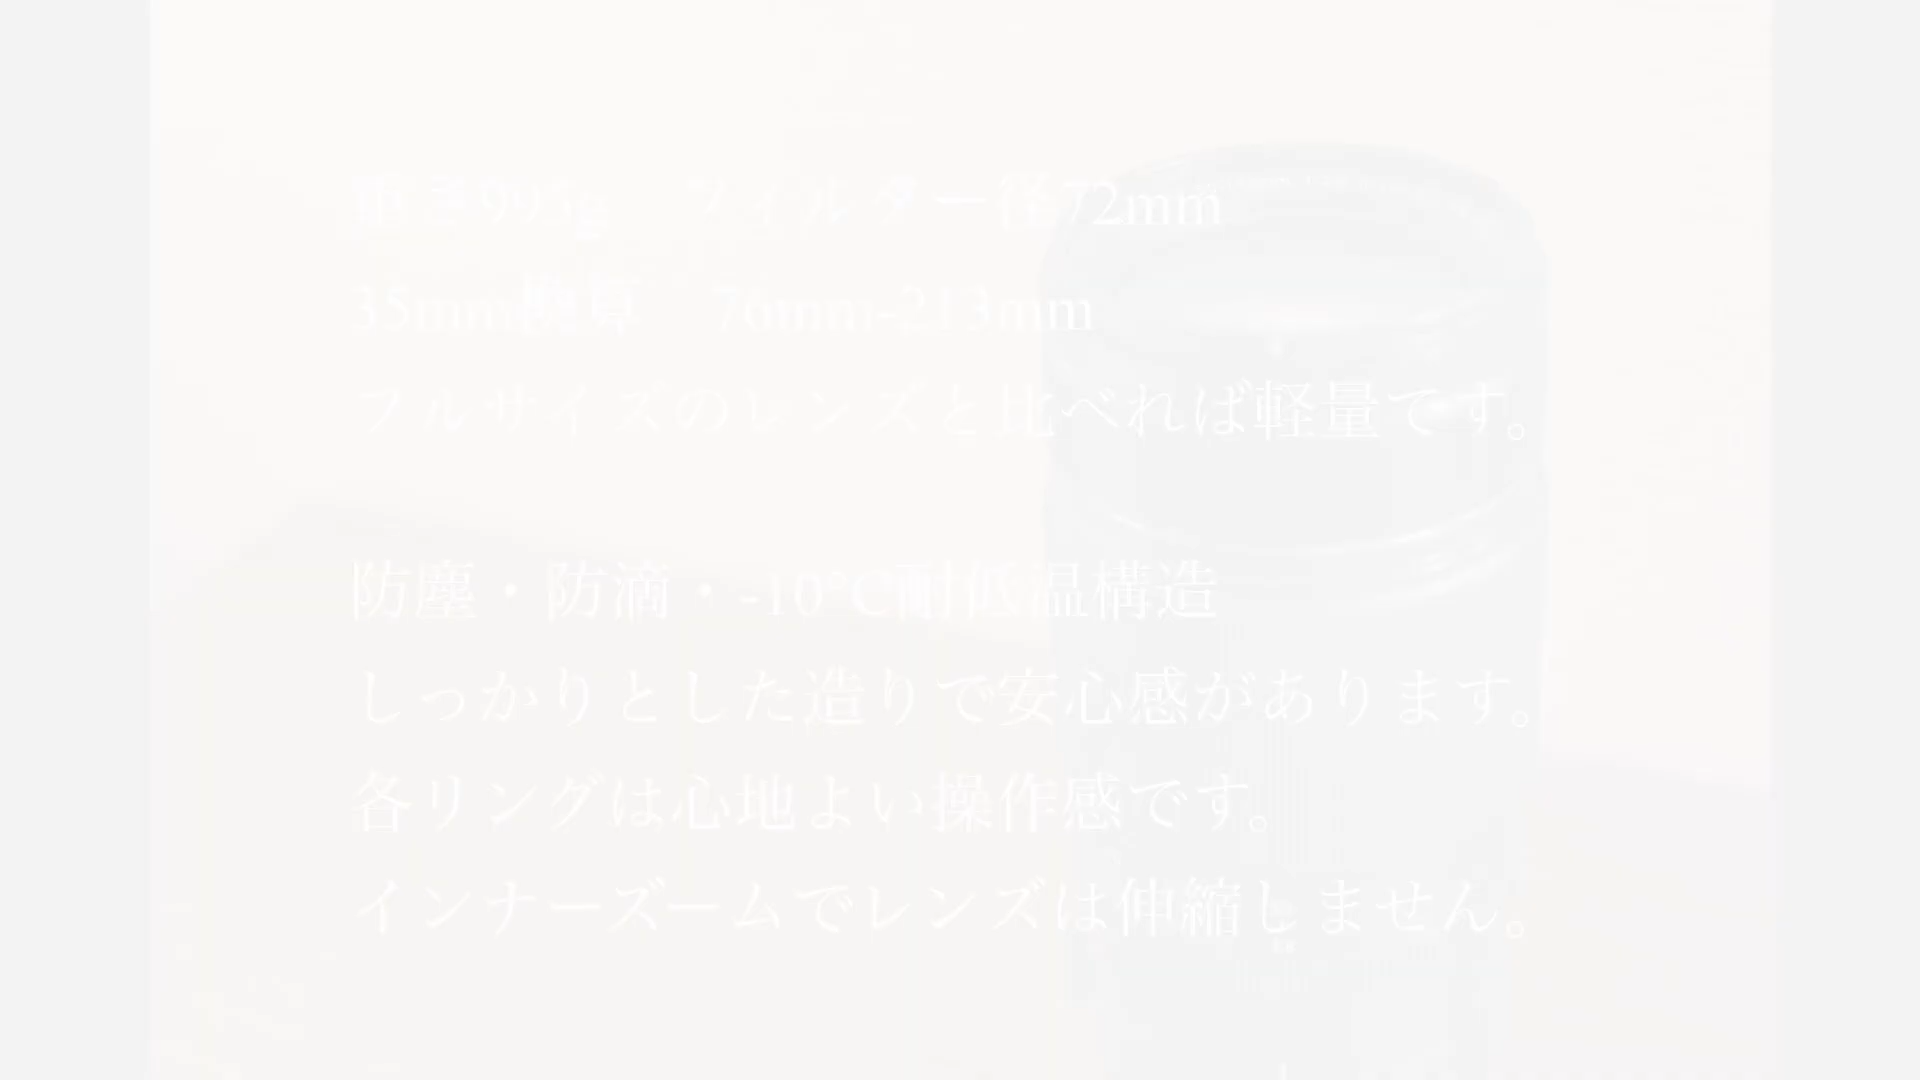 重さ995g　フィルター径72mm
35mm換算　76mm-213mm
フルサイズのレンズと比べれば軽量です。
防塵・防滴・-10°C耐低温構造
しっかりとした造りで安心感があります。
各リングは心地よい操作感です。
インナーズームでレンズは伸縮しません。